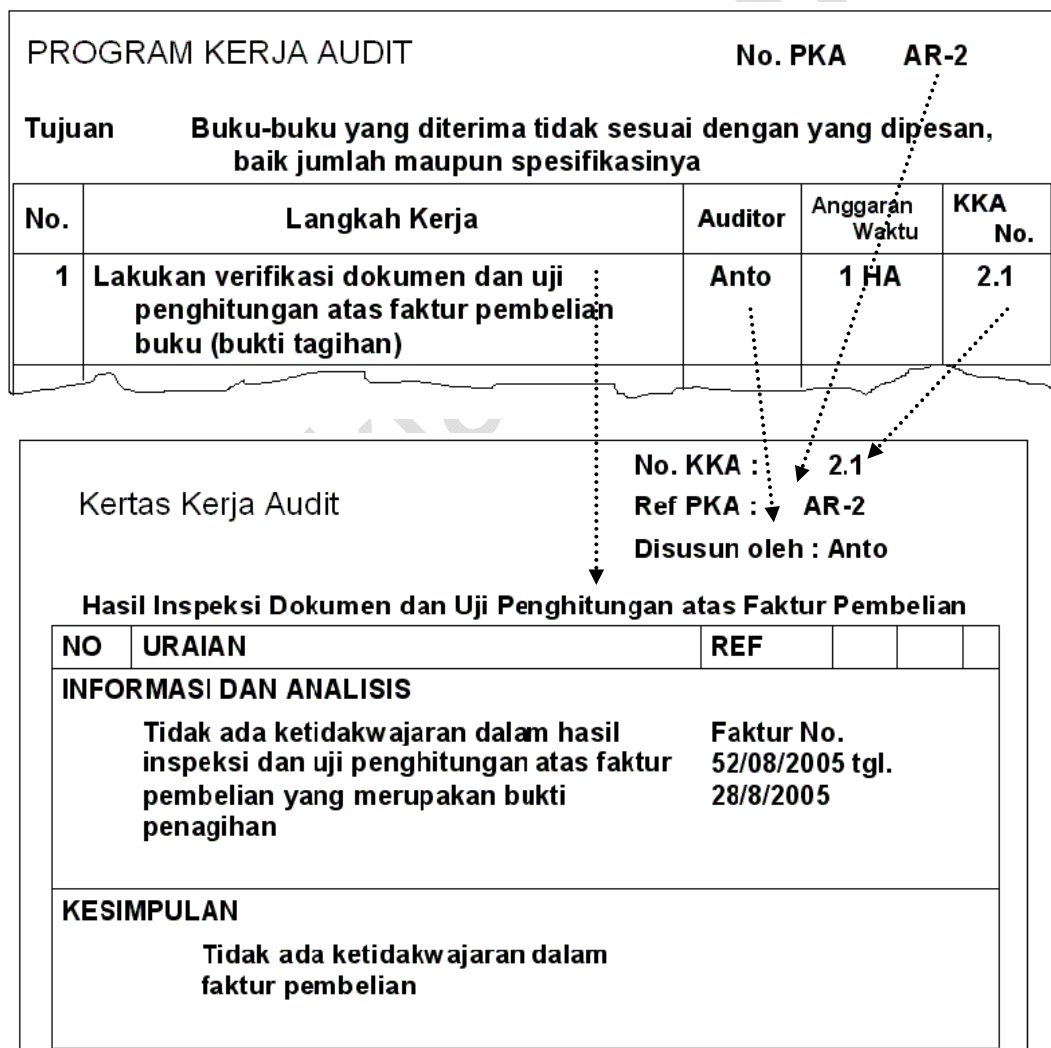 PROGRAM KERJA AUDIT No. PKA AR-2
Tujuan Buku-buku yang diterima tidak sesuai dengan yang dipesan,
baik jumlah maupun spesifikasinya
No. Langkah Kerja Auditor Anggaran Waktu KKA No.
1 Lakukan verifikasi dokumen dan uji Anto 1 HA 2.1
penghitungan atas faktur pembelian
buku (bukti tagihan)
No. KKA : 2.1
Kertas Kerja Audit Ref PKA : AR-2
Disusun oleh : Anto
Hasil Inspeksi Dokumen dan Uji Penghitungan atas Faktur Pembelian
NO URAIAN REF
INFORMASI DAN ANALISIS
Tidak ada ketidakwajaran dalam hasil Faktur No.
inspeksi dan uji penghitungan atas faktur 52/08/2005 tgl.
pembelian yang merupakan bukti 28/8/2005
penagihan
KESIMPULAN
Tidak ada ketidakwajaran dalam
faktur pembelian